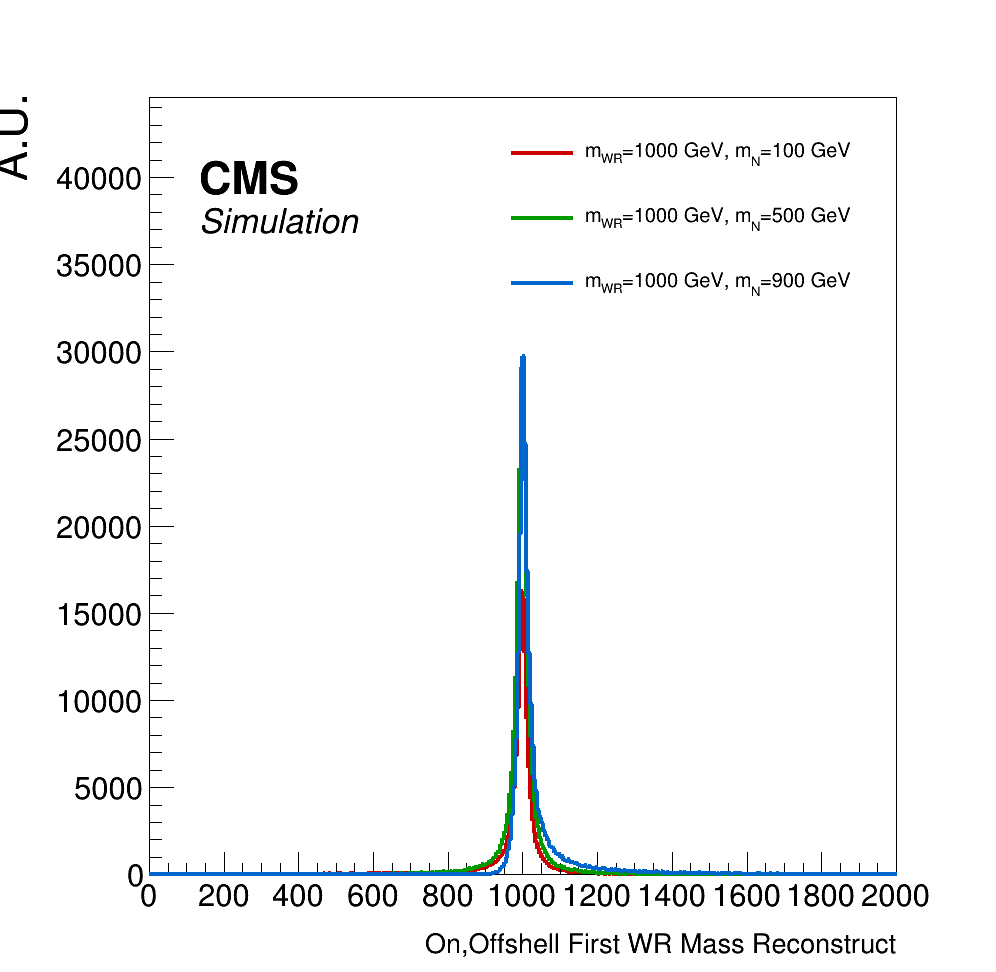 A.U.
CMS
Simulation
m_WR=1000 GeV, m_N=100 GeV
m_WR=1000 GeV, m_N=500 GeV
m_WR=1000 GeV, m_N=900 GeV
40000
35000
30000
25000
20000
15000
10000
5000
0
0 200 400 600 800 1000 1200 1400 1600 1800 2000
On,Offshell First WR Mass Reconstruct